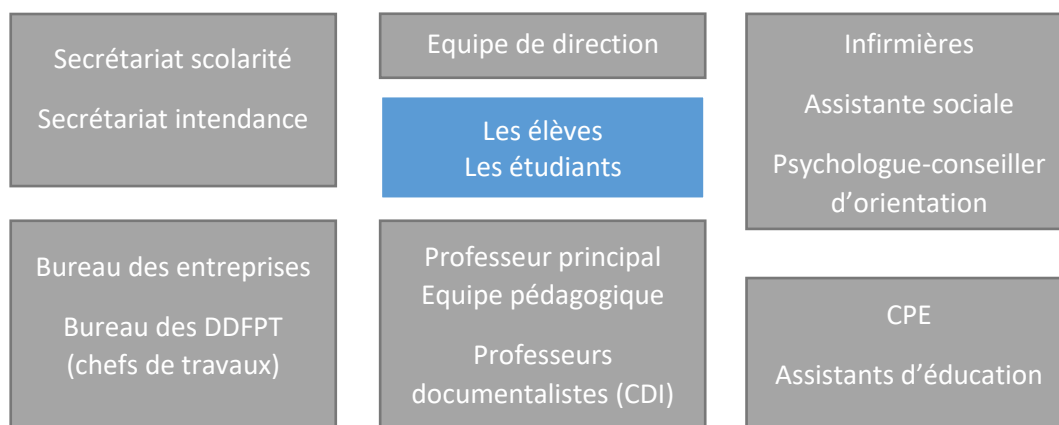 Secrétariat scolarité
Secrétariat intendance
Equipe de direction
Les élèves
Les étudiants
Infirmières
Assistante sociale
Psychologue-conseiller
d’orientation
Bureau des entreprises
Bureau des DDFPT
(chefs de travaux)
Professeur principal
Equipe pédagogique
Professeurs
documentalistes (CDI)
CPE
Assistants d’éducation